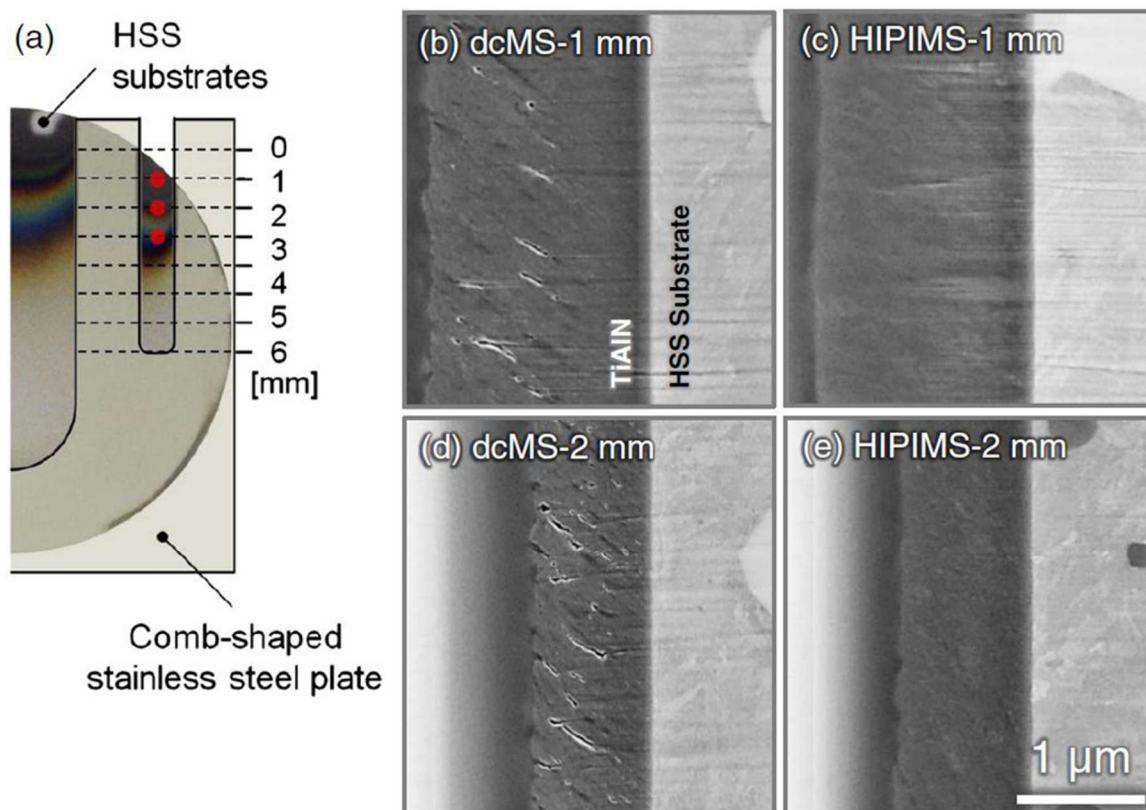 (a)
HSS
substrates
0
1
2
3
4
5
6
[mm]
Comb-shaped
stainless steel plate
(b) dcMS-1 mm
TiAlN
HSS Substrate
(c) HIPIMS-1 mm
(d) dcMS-2 mm
(e) HIPIMS-2 mm
1 μm